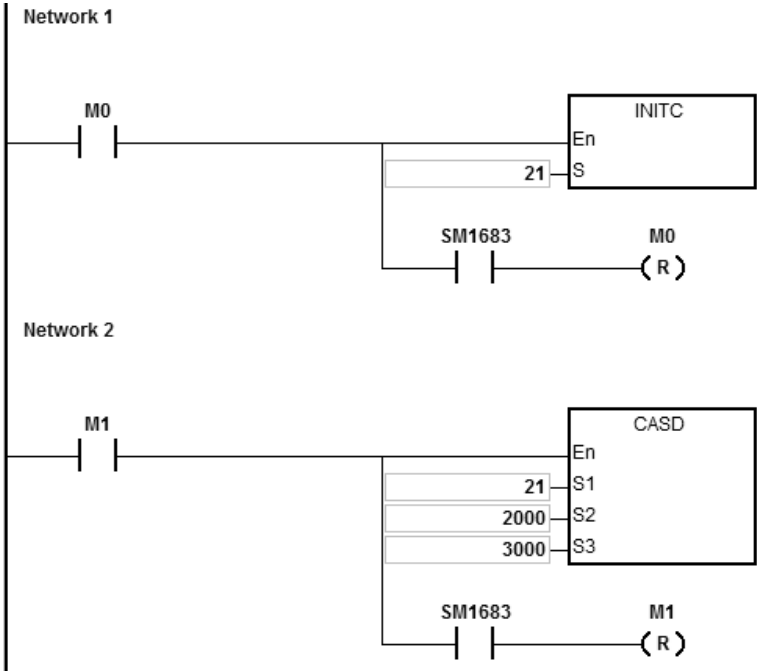 Network 1
M0
INITC
En
21 S
SM1683 M0
R
Network 2
M1
CASD
En
21 S1
2000 S2
3000 S3
SM1683 M1
R